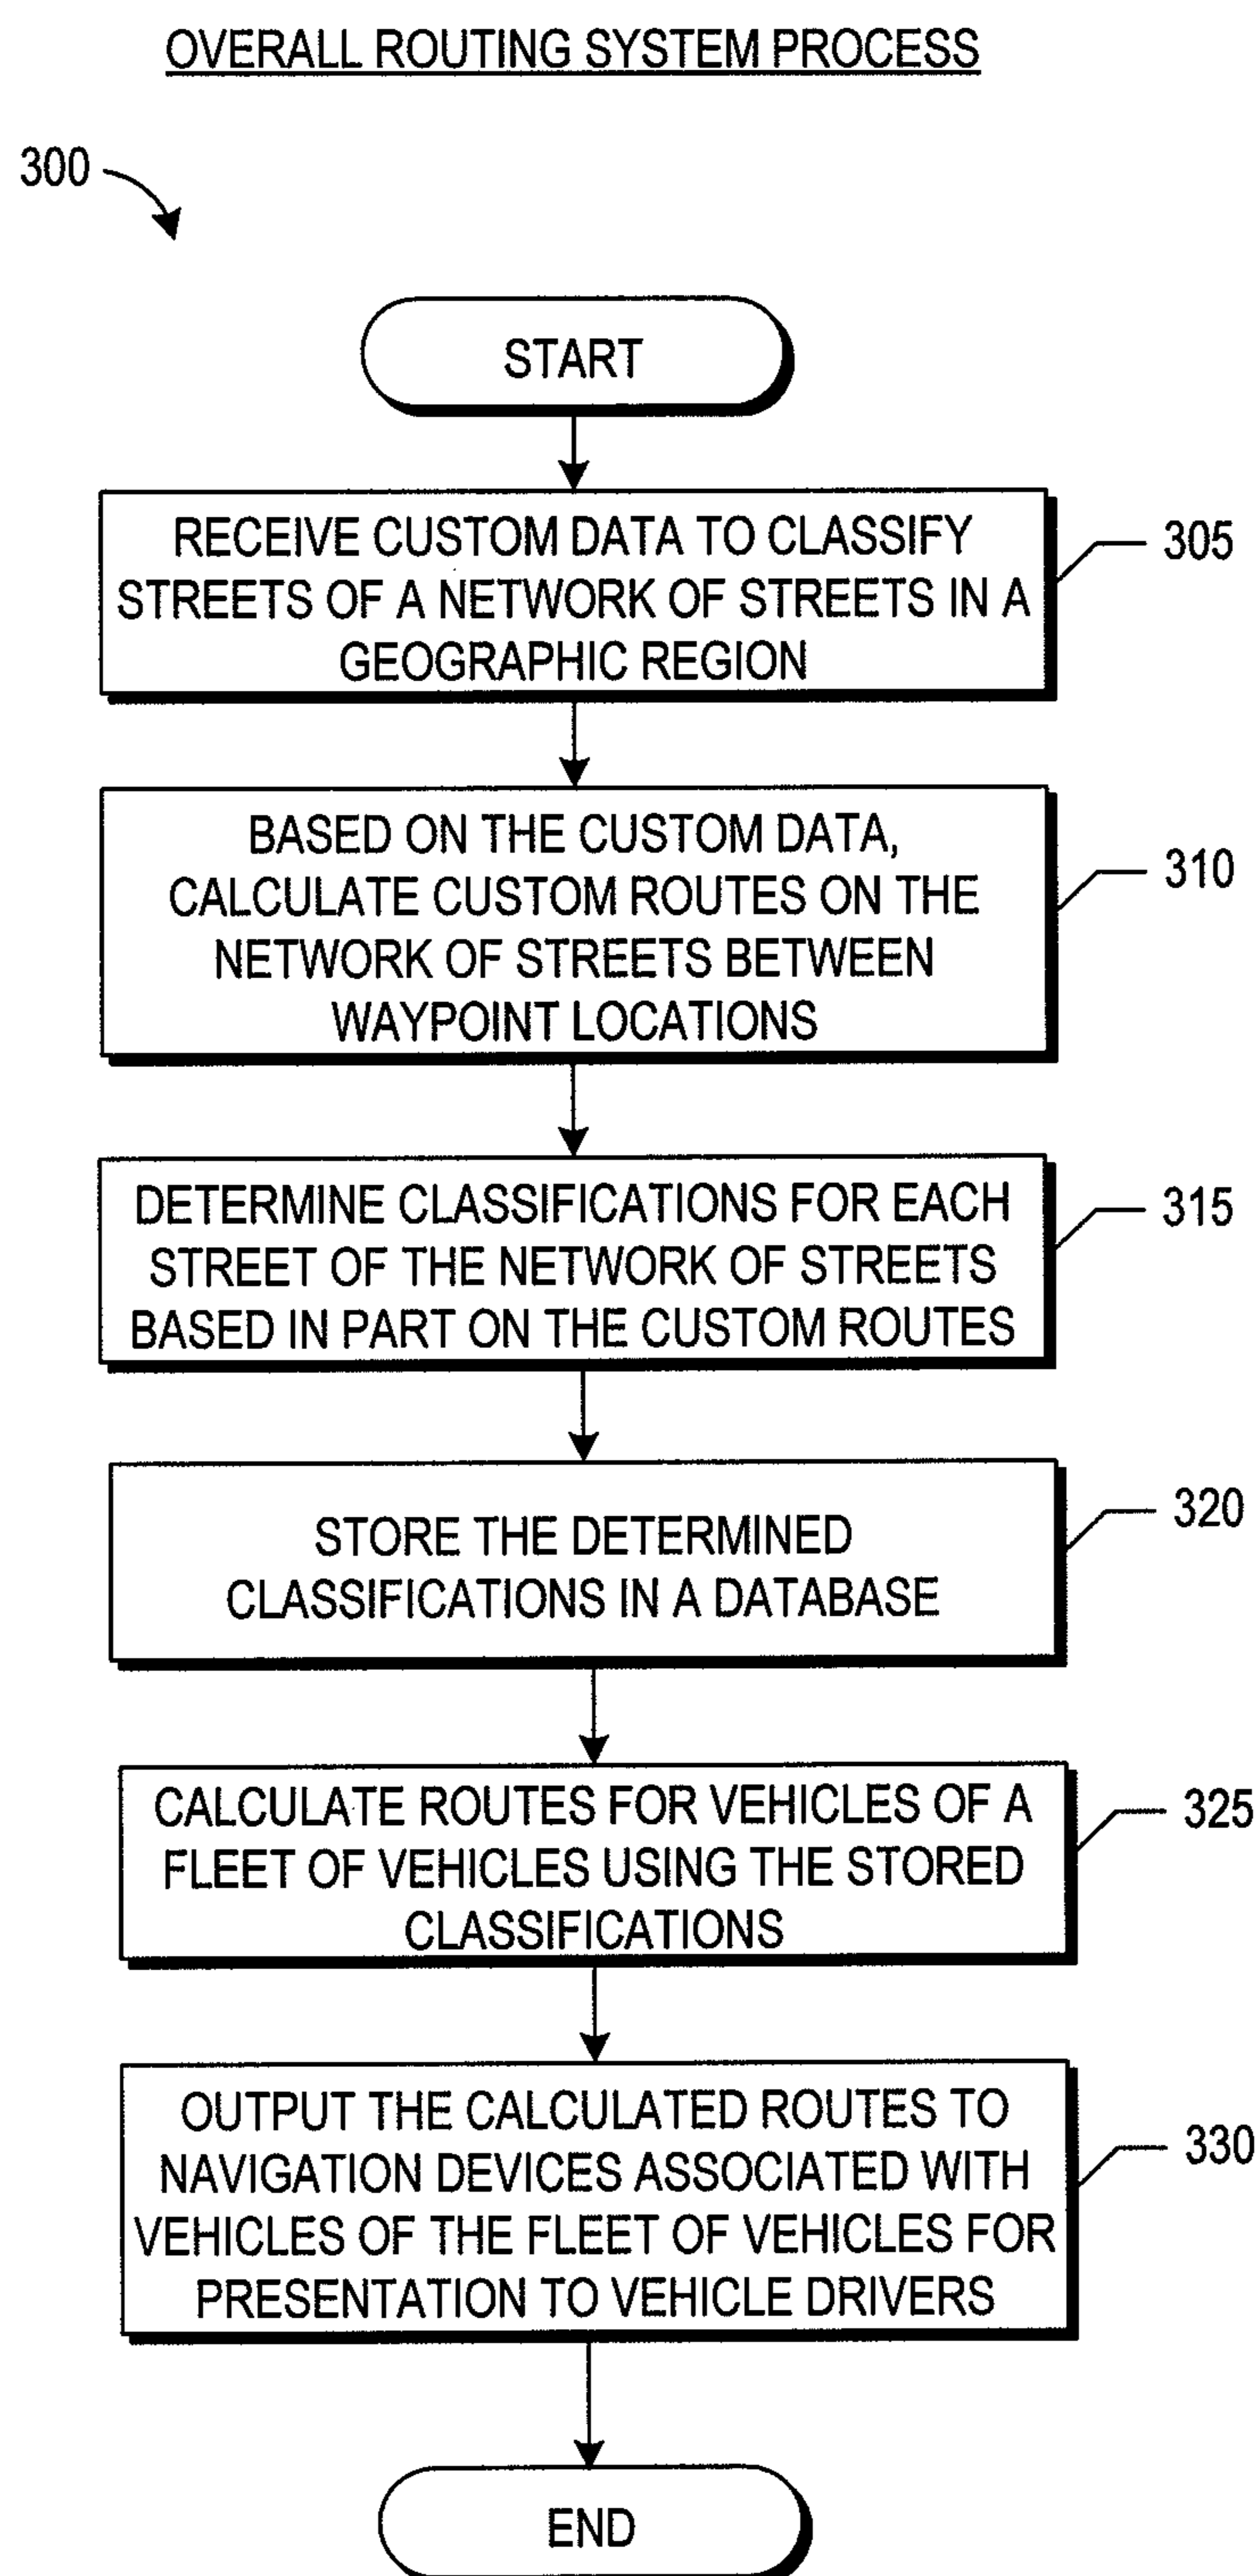 OVERALL ROUTING SYSTEM PROCESS
300
START
RECEIVE CUSTOM DATA TO CLASSIFY
STREETS OF A NETWORK OF STREETS IN A
GEOGRAPHIC REGION
305
BASED ON THE CUSTOM DATA,
CALCULATE CUSTOM ROUTES ON THE
NETWORK OF STREETS BETWEEN
WAYPOINT LOCATIONS
310
DETERMINE CLASSIFICATIONS FOR EACH
STREET OF THE NETWORK OF STREETS
BASED IN PART ON THE CUSTOM ROUTES
315
STORE THE DETERMINED
CLASSIFICATIONS IN A DATABASE
320
CALCULATE ROUTES FOR VEHICLES OF A
FLEET OF VEHICLES USING THE STORED
CLASSIFICATIONS
325
OUTPUT THE CALCULATED ROUTES TO
NAVIGATION DEVICES ASSOCIATED WITH
VEHICLES OF THE FLEET OF VEHICLES FOR
PRESENTATION TO VEHICLE DRIVERS
330
END